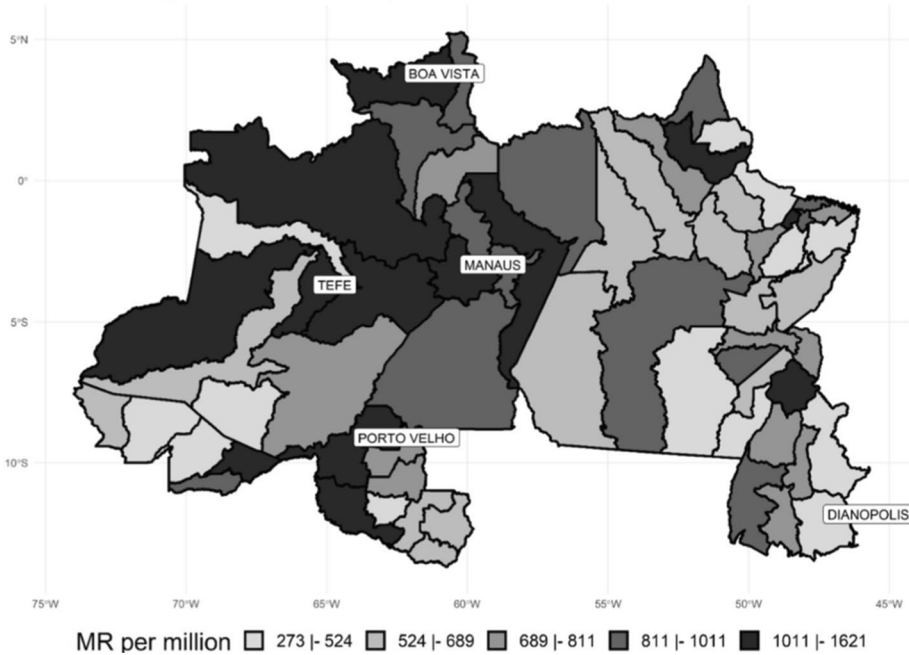 5°N
BOA VISTA
0°
MANAUS
TEFE
5°S
PORTO VELHO
10°S
DIANOPOLIS
75°W 70°W 65°W 60°W 55°W 50°W 45°W
MR per million 273 |- 524 524 |- 689 689 |- 811 811 |- 1011 1011 |- 1621